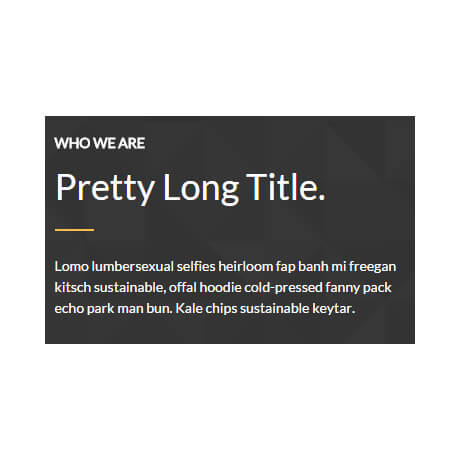 WHO WE ARE
Pretty Long Title.
Lomo lumbersexual selfies heirloom fap banh mi freegan
kitsch sustainable, offal hoodie cold-pressed fanny pack
echo park man bun. Kale chips sustainable keytar.